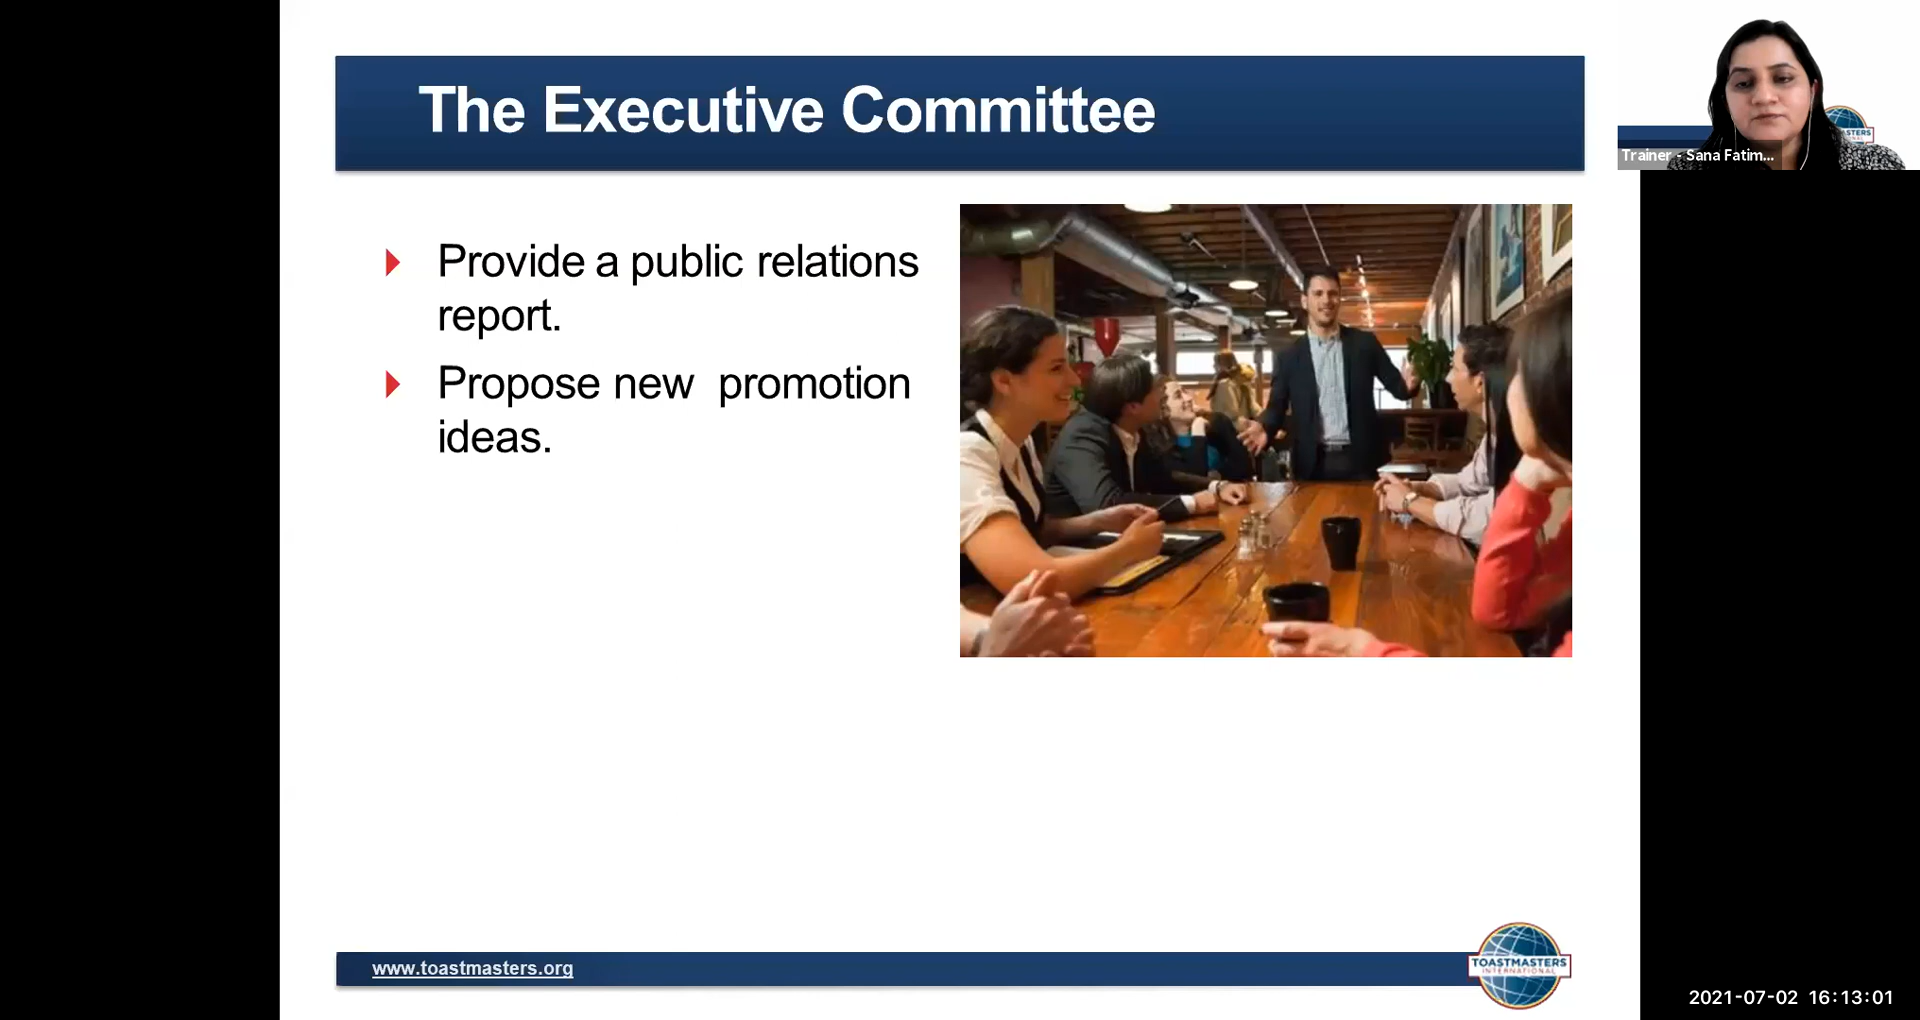 The Executive Committee
Provide a public relations
report.
Propose new promotion
ideas.
Trainer - Sana Fatim...
www.toastmasters.org
TOASTMASTERS
INTERNATIONAL
2021-07-02 16:13:01